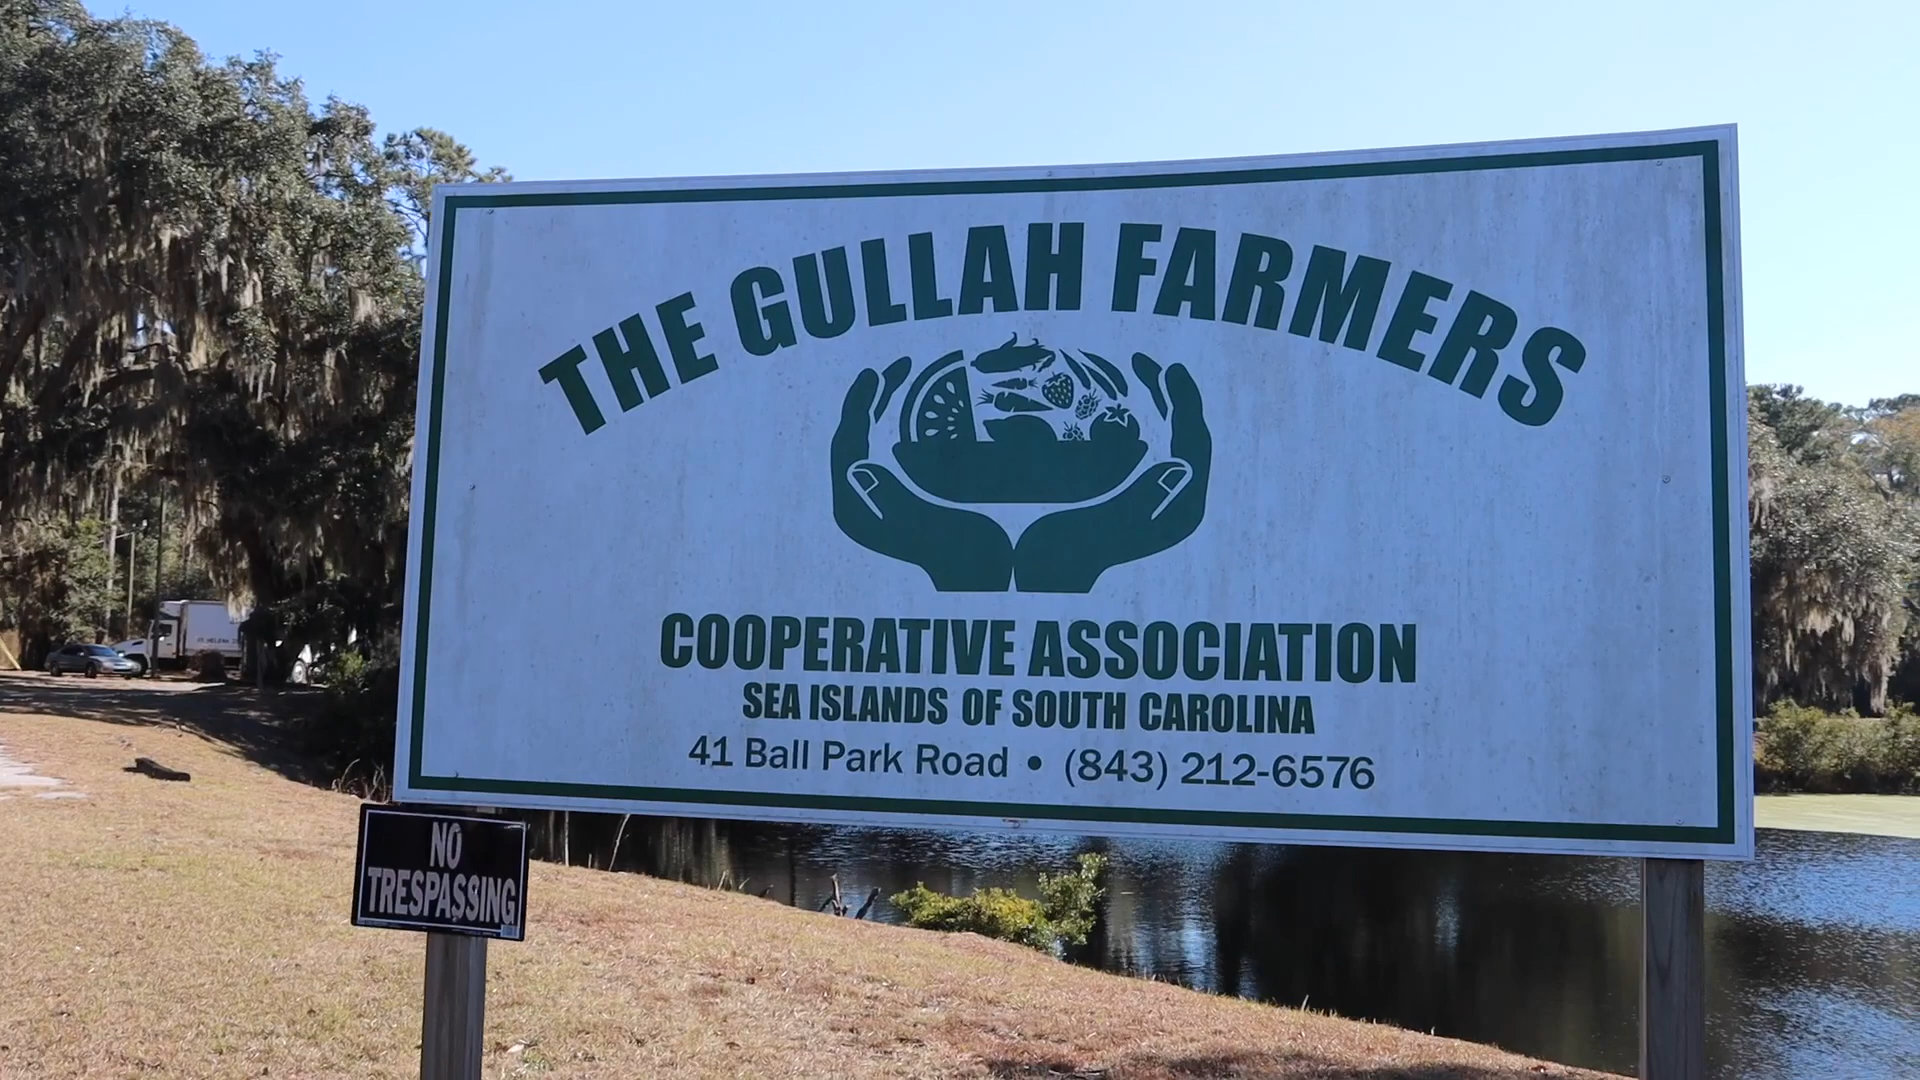 THE GULLAH FARMERS
COOPERATIVE ASSOCIATION
SEA ISLANDS OF SOUTH CAROLINA
41 Ball Park Road • (843) 212-6576
NO
TRESPASSING